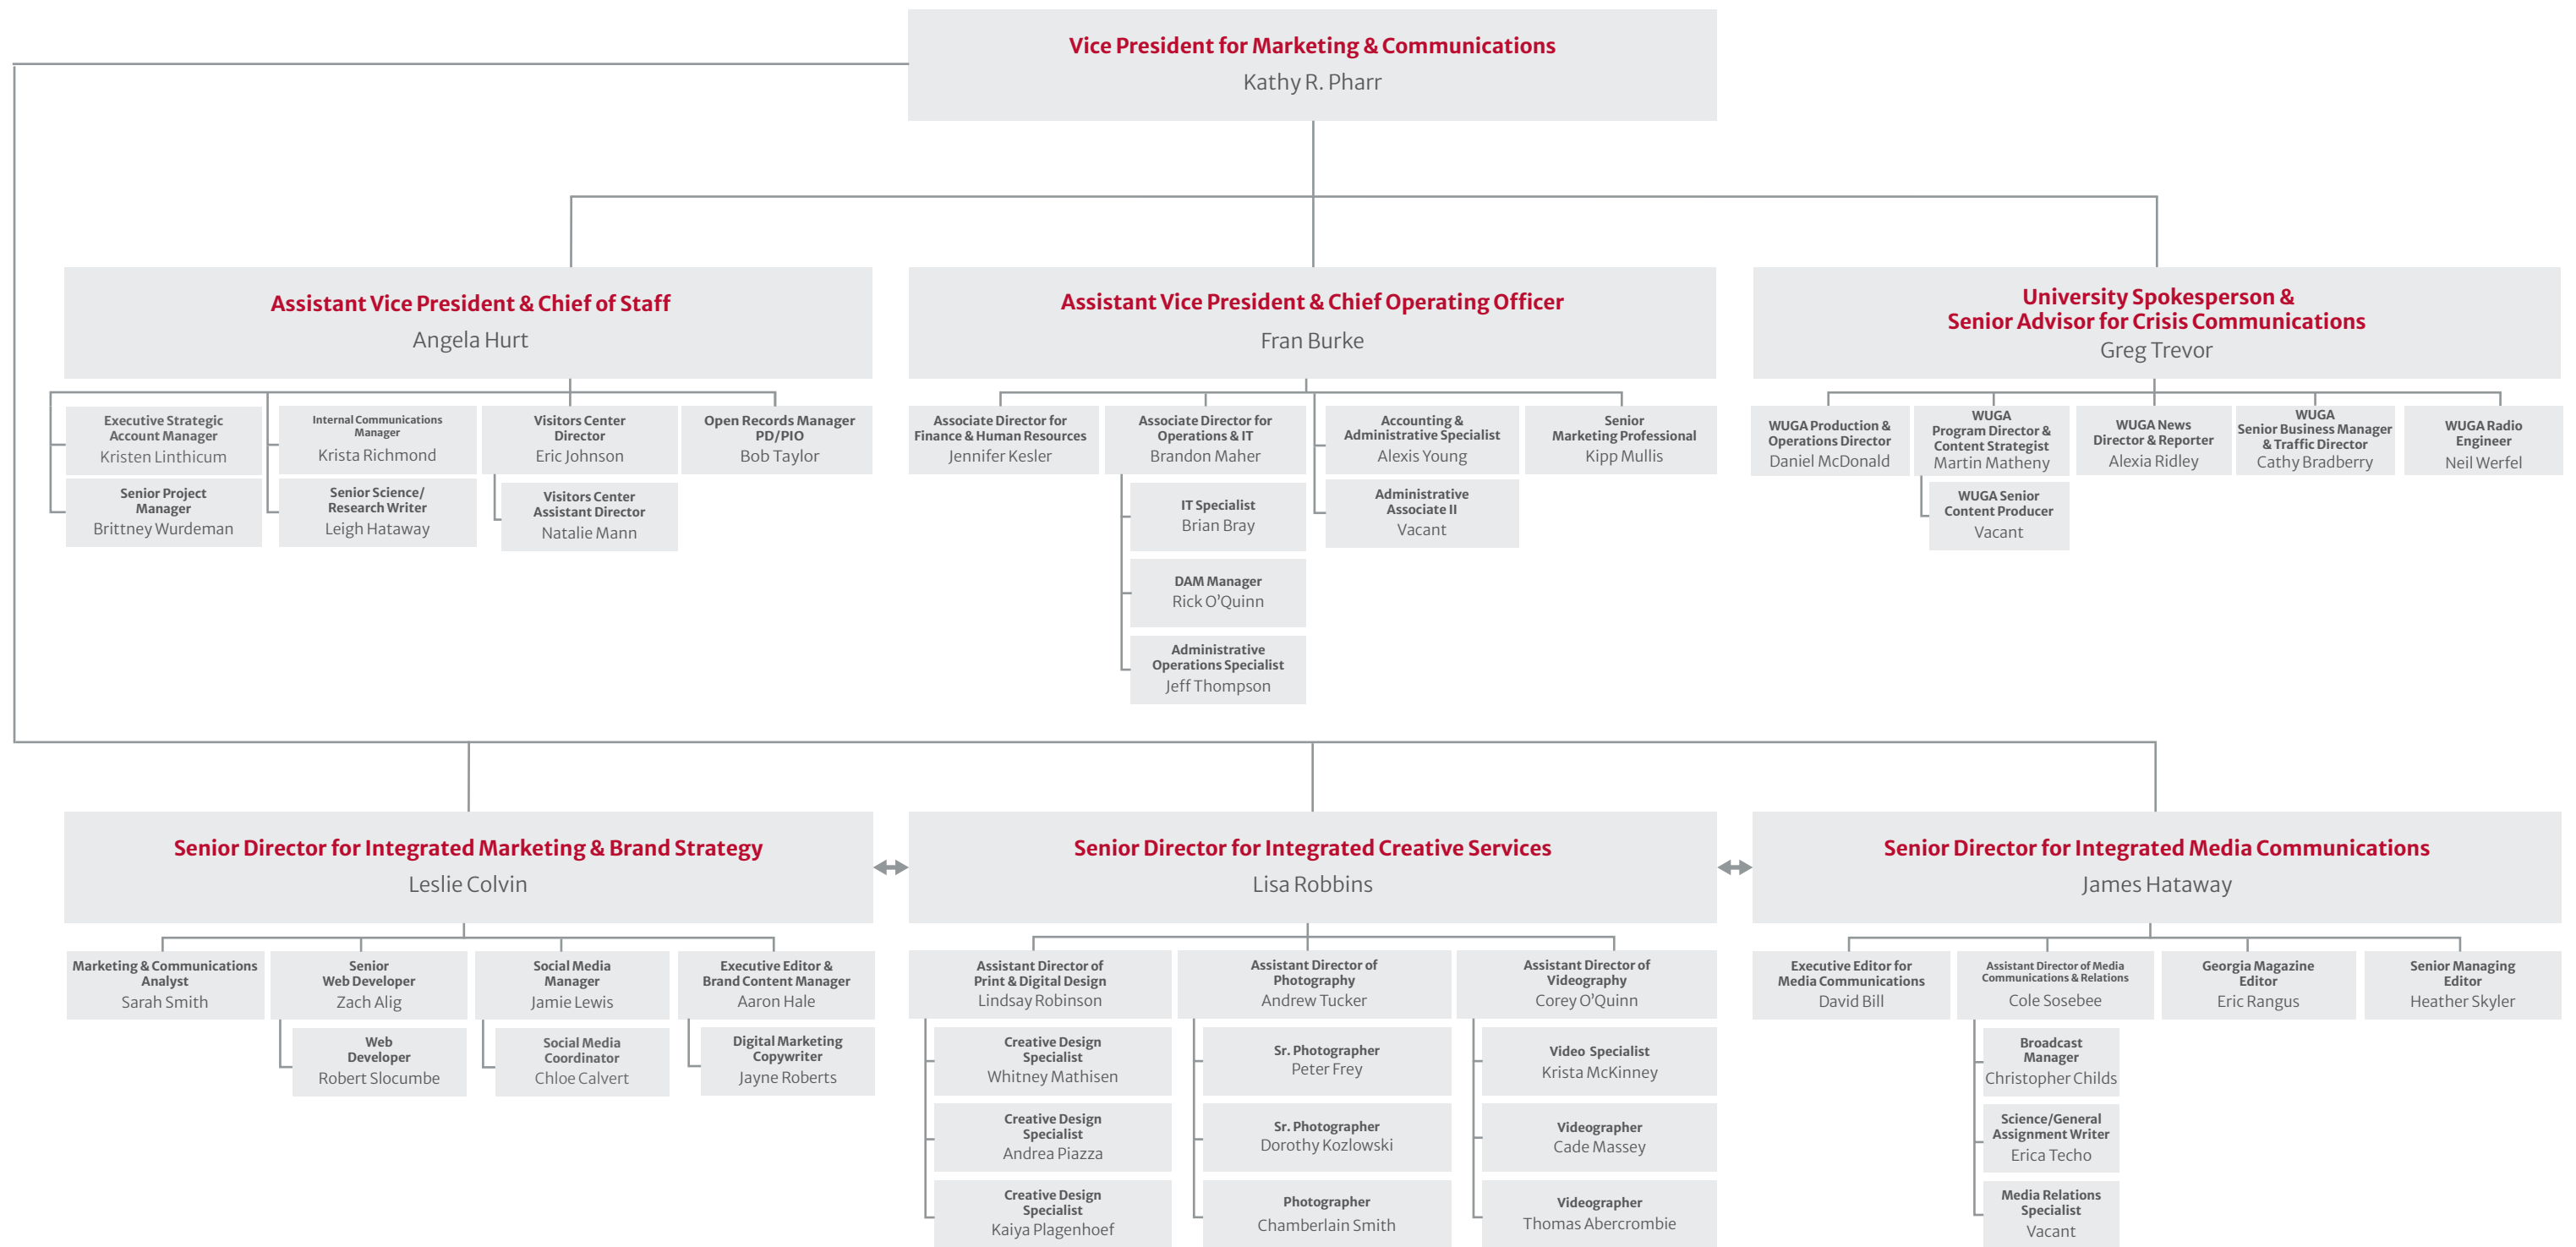 Vice President for Marketing & Communications
Kathy R. Pharr
Assistant Vice President & Chief of Staff
Angela Hurt
Executive Strategic
Account Manager
Kristen Linthicum
Senior Project
Manager
Brittney Wurdeman
Internal Communications
Manager
Krista Richmond
Senior Science/
Research Writer
Leigh Hataway
Visitors Center
Director
Eric Johnson
Visitors Center
Assistant Director
Natalie Mann
Open Records Manager
PD/PIO
Bob Taylor
Assistant Vice President & Chief Operating Officer
Fran Burke
Associate Director for
Finance & Human Resources
Jennifer Kesler
Associate Director for
Operations & IT
Brandon Maher
IT Specialist
Brian Bray
DAM Manager
Rick O’Quinn
Administrative
Operations Specialist
Jeff Thompson
Accounting &
Administrative Specialist
Alexis Young
Administrative
Associate II
Vacant
Senior
Marketing Professional
Kipp Mullis
University Spokesperson &
Senior Advisor for Crisis Communications
Greg Trevor
WUGA Production &
Operations Director
Daniel McDonald
WUGA
Program Director &
Content Strategist
Martin Matheny
WUGA Senior
Content Producer
Vacant
WUGA News
Director & Reporter
Alexia Ridley
WUGA
Senior Business Manager
& Traffic Director
Cathy Bradberry
WUGA Radio
Engineer
Neil Werfel
Senior Director for Integrated Marketing & Brand Strategy
Leslie Colvin
Marketing & Communications
Analyst
Sarah Smith
Senior
Web Developer
Zach Alig
Web
Developer
Robert Slocumbe
Social Media
Manager
Jamie Lewis
Social Media
Coordinator
Chloe Calvert
Executive Editor &
Brand Content Manager
Aaron Hale
Digital Marketing
Copywriter
Jayne Roberts
Senior Director for Integrated Creative Services
Lisa Robbins
Assistant Director of
Print & Digital Design
Lindsay Robinson
Creative Design
Specialist
Whitney Mathisen
Creative Design
Specialist
Andrea Piazza
Creative Design
Specialist
Kaiya Plagenhoef
Assistant Director of
Photography
Andrew Tucker
Sr. Photographer
Peter Frey
Sr. Photographer
Dorothy Kozlowski
Photographer
Chamberlain Smith
Assistant Director of
Videography
Corey O’Quinn
Video Specialist
Krista McKinney
Videographer
Cade Massey
Videographer
Thomas Abercrombie
Senior Director for Integrated Media Communications
James Hataway
Executive Editor for
Media Communications
David Bill
Assistant Director of Media
Communications & Relations
Cole Sosebee
Broadcast
Manager
Christopher Childs
Science/General
Assignment Writer
Erica Techo
Media Relations
Specialist
Vacant
Georgia Magazine
Editor
Eric Rangus
Senior Managing
Editor
Heather Skyler